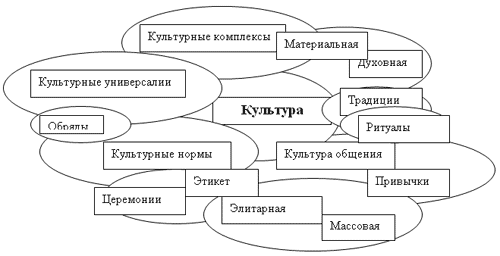 Культурные комплексы
Материальная
Духовная
Культурные универсалии
Традиции
Культура
Обряды
Ритуалы
Культурные нормы
Культура общения
Этикет
Привычки
Церемонии
Элитарная
Массовая